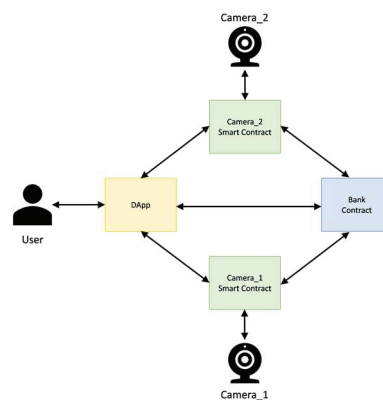 Camera_2
Camera_2
Smart Contract
DApp
Bank
Contract
User
Camera_1
Smart Contract
Camera_1